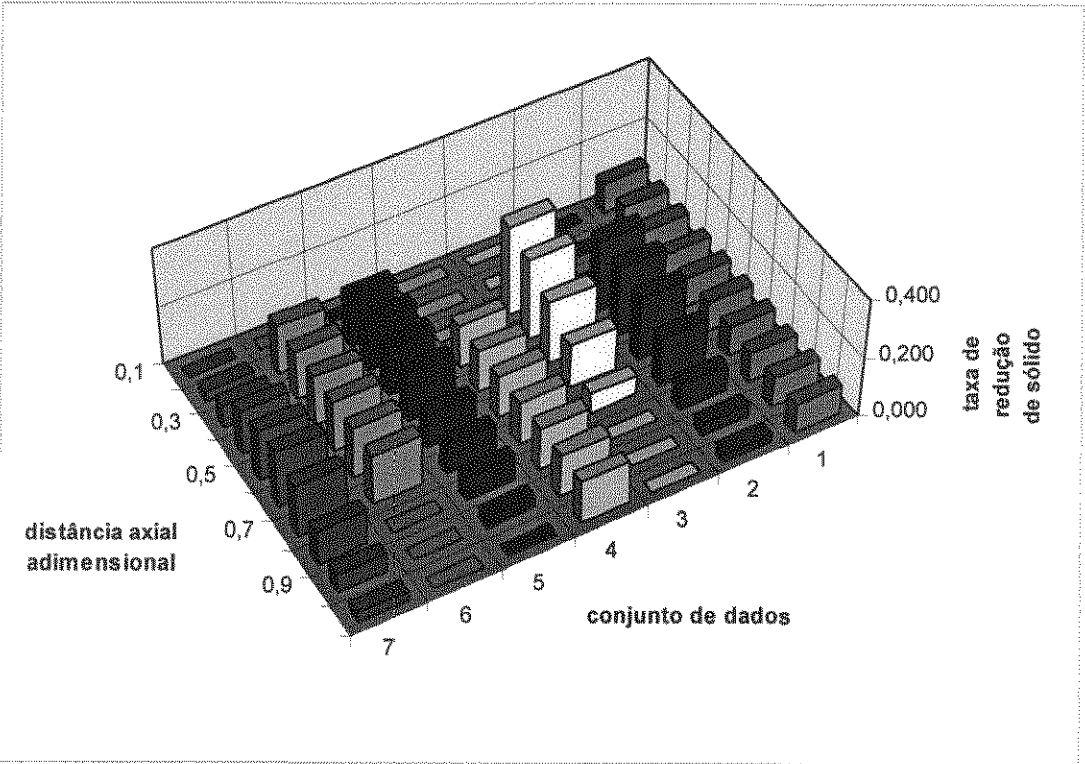 0,400
0,200
0,000
taxa de
redução
de sólido
0,1
0,3
0,5
0,7
0,9
distância axial
adimensional
1
2
3
4
5
6
7
conjunto de dados